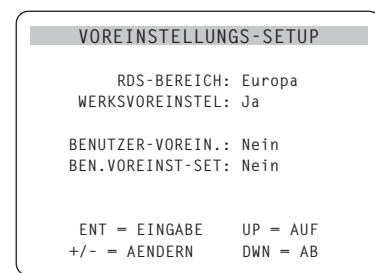 VOREINSTELLUNGS-SETUP
RDS-BEREICH: Europa
WERKSVOREINSTEL: Ja
BENUTZER-VOREIN.: Nein
BEN.VOREINST-SET: Nein
ENT = EINGABE UP = AUF
+/- = AENDERN DWN = AB